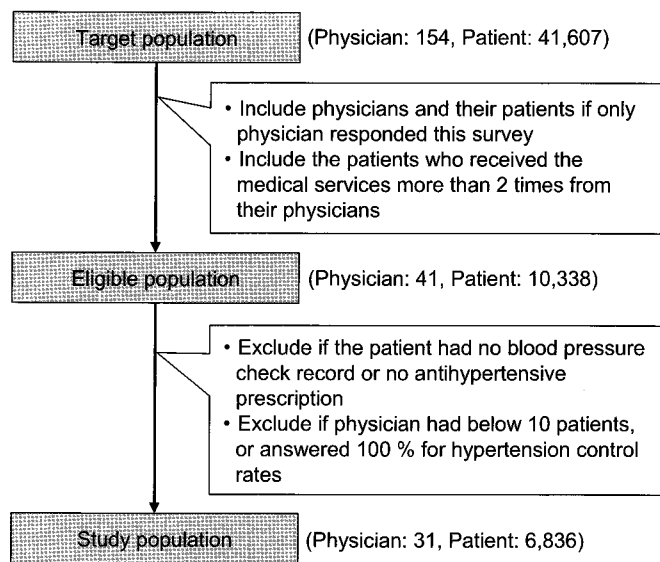 Target population (Physician: 154, Patient: 41,607)
• Include physicians and their patients if only
physician responded this survey
• Include the patients who received the
medical services more than 2 times from
their physicians
Eligible population (Physician: 41, Patient: 10,338)
• Exclude if the patient had no blood pressure
check record or no antihypertensive
prescription
• Exclude if physician had below 10 patients,
or answered 100 % for hypertension control
rates
Study population (Physician: 31, Patient: 6,836)